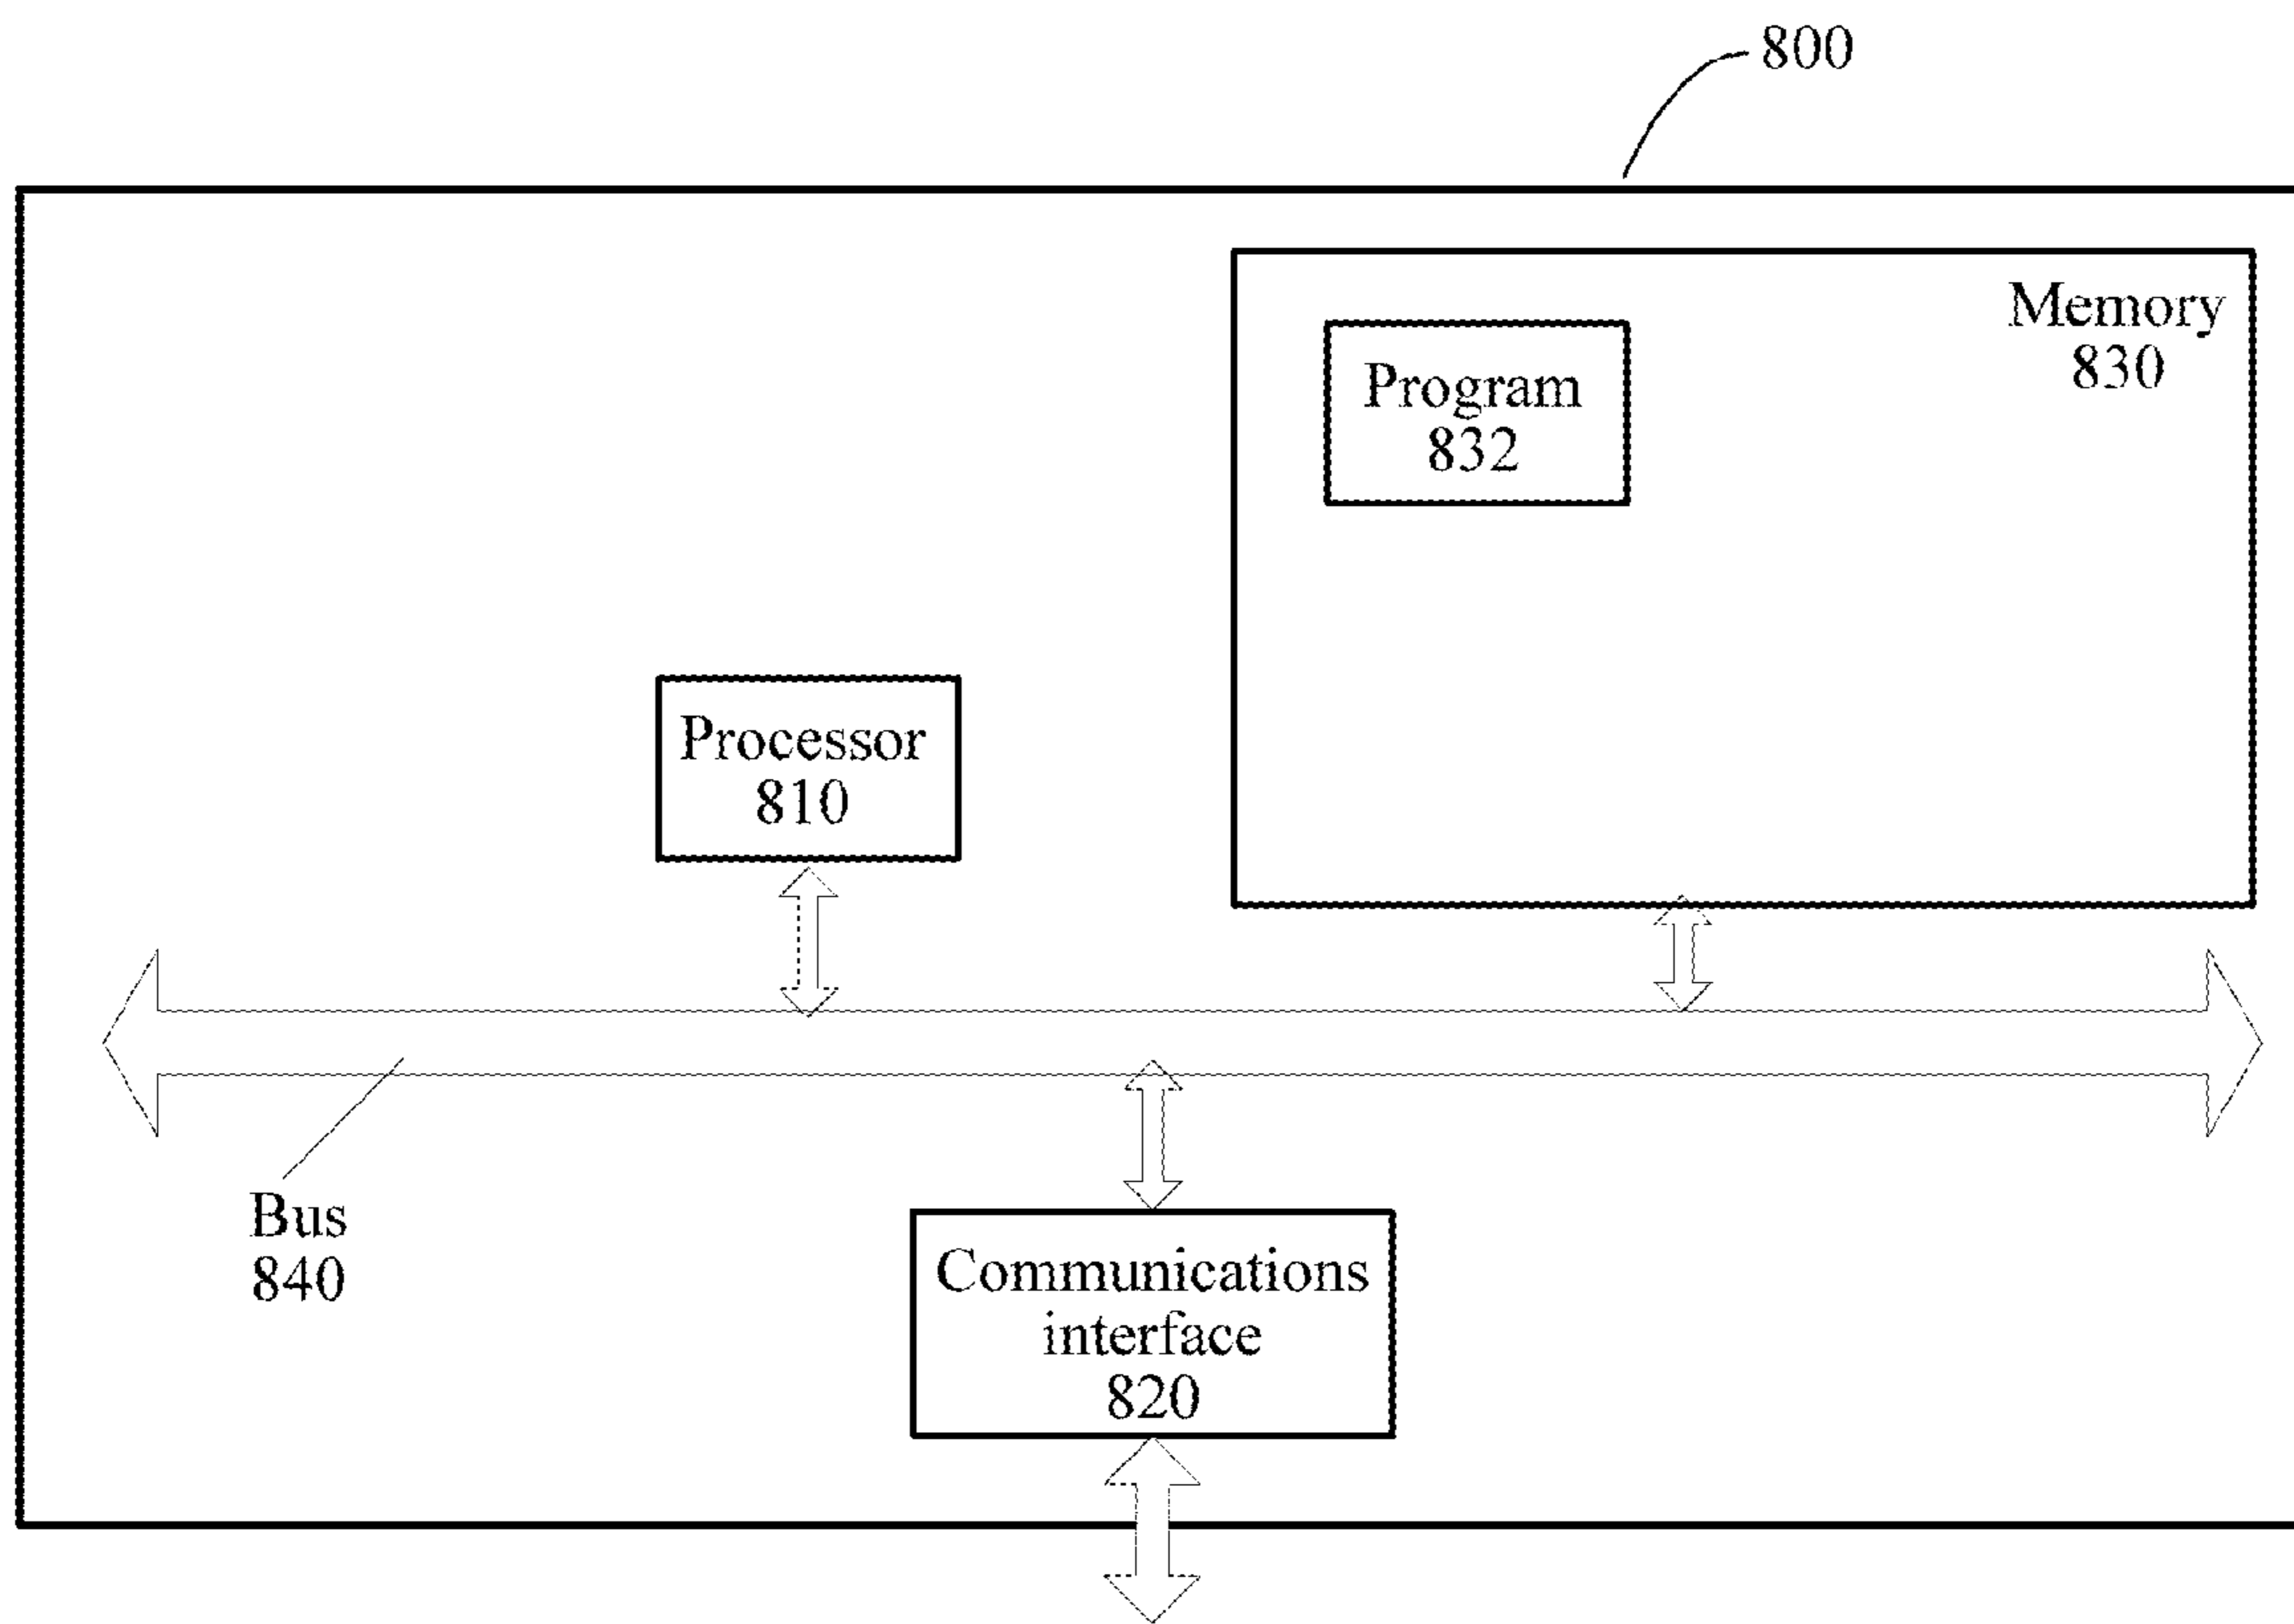 800
Memory
830
Program
832
Processor
810
Bus
840
Communications
interface
820